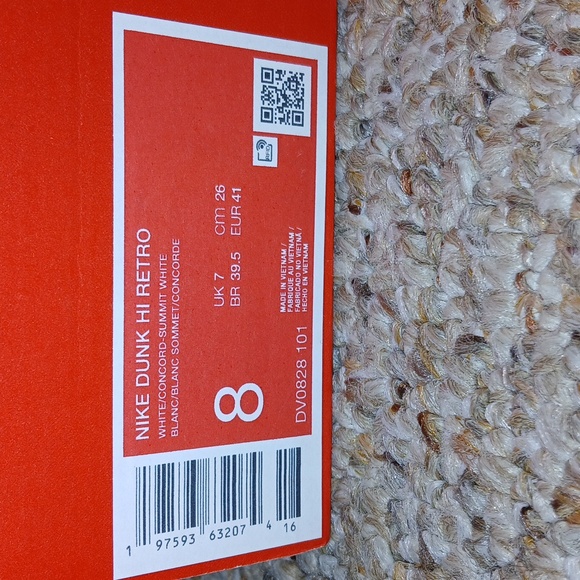 NIKE DUNK HI RETRO
WHITE/CONCORD-SUMMIT WHITE
BLANC/BLANC SOMMET/CONCORDE
8
UK 7 cm 26
BR 39.5 EUR 41
DV0828 101
MADE IN VIETNAM /
FABRIQUÉ AU VIETNAM /
FABRICADO NO VIETNÃ /
HECHO EN VIETNAM
1 97593 63207 4 16